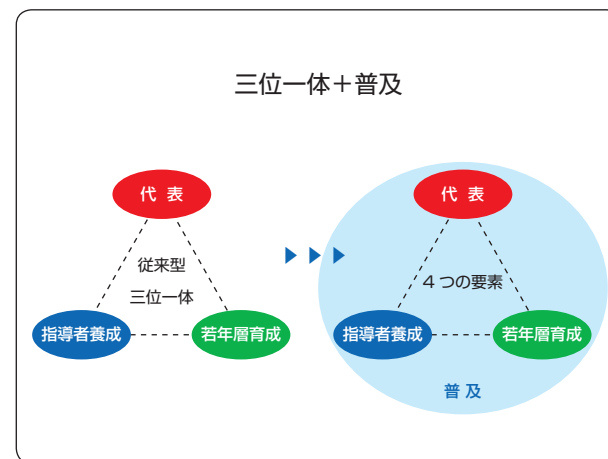 三位一体＋普及
代 表
従来型
三位一体
指導者養成
若年層育成
代 表
4つの要素
指導者養成
若年層育成
普 及